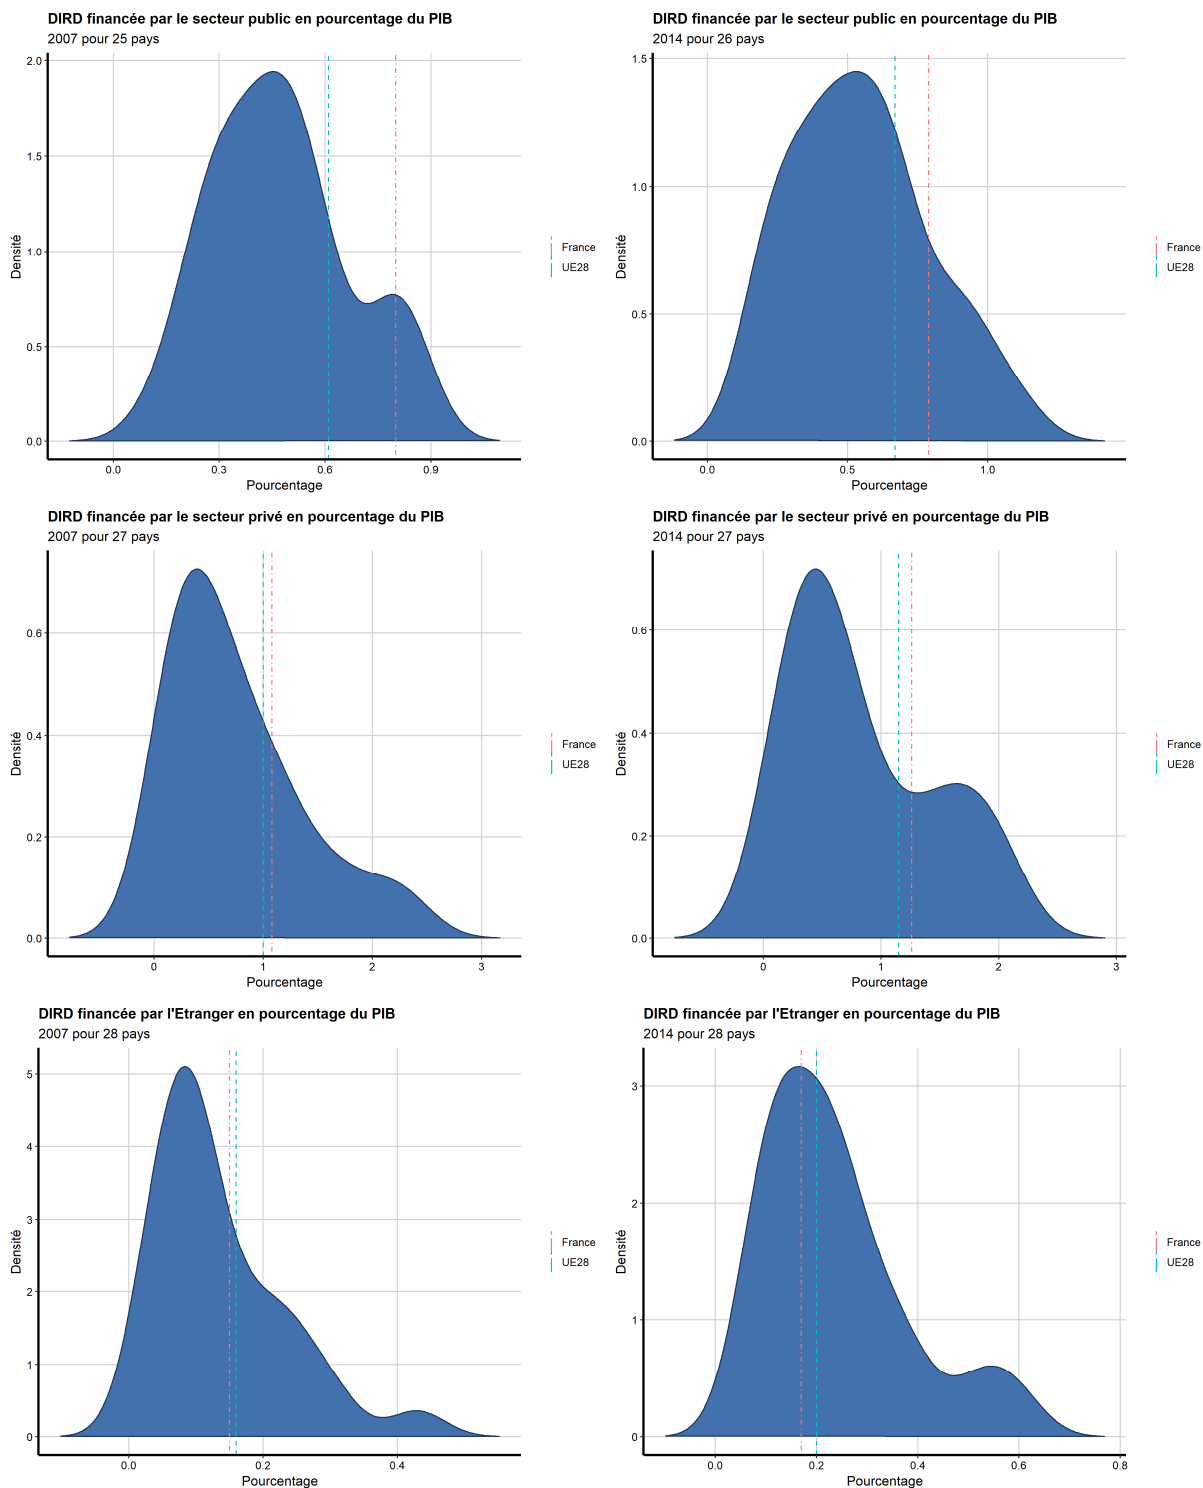 DIRD financée par le secteur public en pourcentage du PIB
2007 pour 25 pays
2.0
1.5
1.0
0.5
0.0
Densité
0.0 0.3 0.6 0.9
Pourcentage
France
UE28
DIRD financée par le secteur public en pourcentage du PIB
2014 pour 26 pays
1.5
1.0
0.5
0.0
Densité
0.0 0.5 1.0
Pourcentage
France
UE28
DIRD financée par le secteur privé en pourcentage du PIB
2007 pour 27 pays
0.6
0.4
0.2
0.0
Densité
0 1 2 3
Pourcentage
France
UE28
DIRD financée par le secteur privé en pourcentage du PIB
2014 pour 27 pays
0.6
0.4
0.2
0.0
Densité
0 1 2 3
Pourcentage
France
UE28
DIRD financée par l'Etranger en pourcentage du PIB
2007 pour 28 pays
5
4
3
2
1
0
Densité
0.0 0.2 0.4
Pourcentage
France
UE28
DIRD financée par l'Etranger en pourcentage du PIB
2014 pour 28 pays
3
2
1
0
Densité
0.0 0.2 0.4 0.6 0.8
Pourcentage
France
UE28